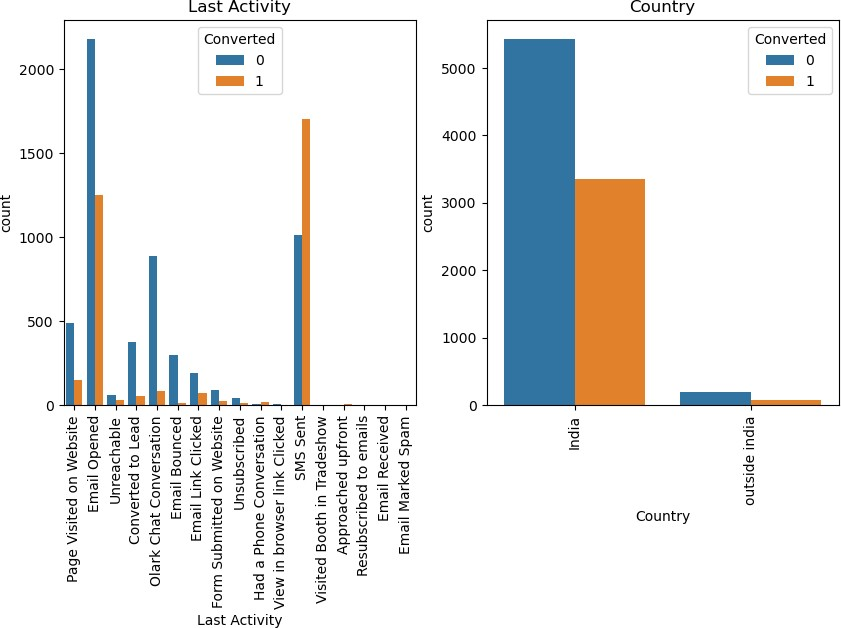 Last Activity
Converted
0
1
2000
1500
1000
500
0
count
Page Visited on Website
Email Opened
Unreachable
Converted to Lead
Olark Chat Conversation
Email Bounced
Email Link Clicked
Form Submitted on Website
Unsubscribed
Had a Phone Conversation
View in browser link Clicked
SMS Sent
Visited Booth in Tradeshow
Approached upfront
Resubscribed to emails
Email Received
Email Marked Spam
Last Activity
Country
Converted
0
1
5000
4000
3000
2000
1000
0
count
India
outside india
Country